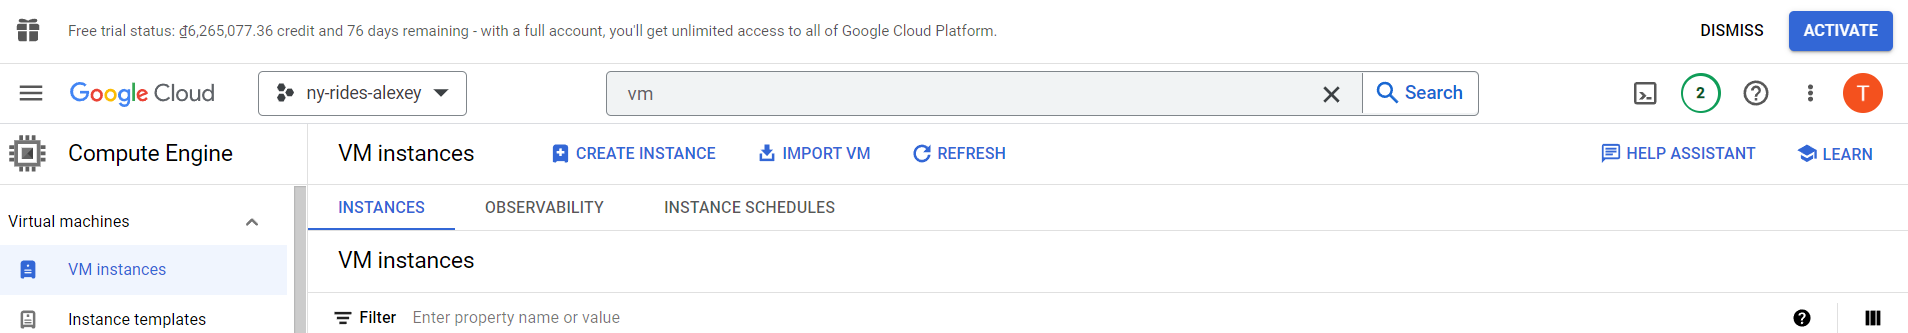 Free trial status: ₫6,265,077.36 credit and 76 days remaining - with a full account, you'll get unlimited access to all of Google Cloud Platform.
DISMISS
ACTIVATE
Google Cloud
ny-rides-alexey
vm
Search
2
T
Compute Engine
VM instances
CREATE INSTANCE
IMPORT VM
REFRESH
HELP ASSISTANT
LEARN
Virtual machines
INSTANCES
OBSERVABILITY
INSTANCE SCHEDULES
VM instances
VM instances
Instance templates
Filter
Enter property name or value